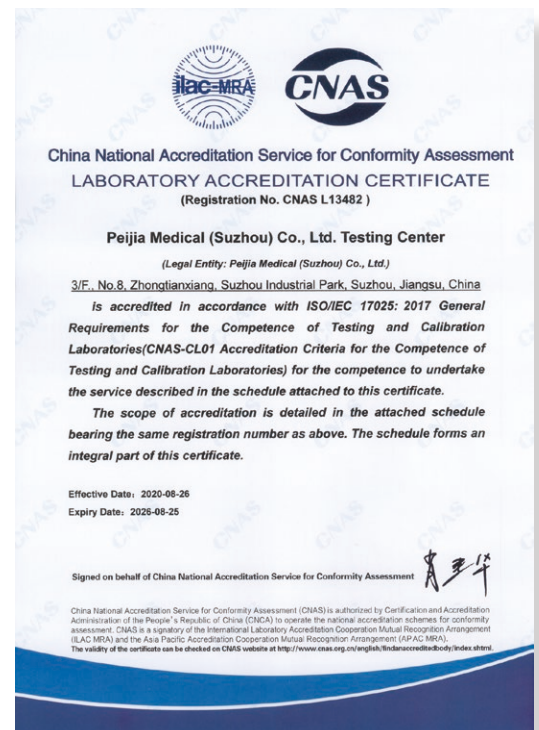 ilac-MRA
CNAS
China National Accreditation Service for Conformity Assessment
LABORATORY ACCREDITATION CERTIFICATE
(Registration No. CNAS L13482 )
Peijia Medical (Suzhou) Co., Ltd. Testing Center
(Legal Entity: Peijia Medical (Suzhou) Co., Ltd.)
3/F., No.8, Zhongtianxiang, Suzhou Industrial Park, Suzhou, Jiangsu, China
is accredited in accordance with ISO/IEC 17025: 2017 General
Requirements for the Competence of Testing and Calibration
Laboratories(CNAS-CL01 Accreditation Criteria for the Competence of
Testing and Calibration Laboratories) for the competence to undertake
the service described in the schedule attached to this certificate.
The scope of accreditation is detailed in the attached schedule
bearing the same registration number as above. The schedule forms an
integral part of this certificate.
Effective Date: 2020-08-26
Expiry Date: 2026-08-25
Signed on behalf of China National Accreditation Service for Conformity Assessment
China National Accreditation Service for Conformity Assessment (CNAS) is authorized by Certification and Accreditation
Administration of the People's Republic of China (CNCA) to operate the national accreditation schemes for conformity
assessment. CNAS is a signatory of the International Laboratory Accreditation Cooperation Mutual Recognition Arrangement
(ILAC MRA) and the Asia Pacific Accreditation Cooperation Mutual Recognition Arrangement (APAC MRA).
The validity of the certificate can be checked on CNAS website at http://www.cnas.org.cn/english/findanaccreditedbody/index.shtml.